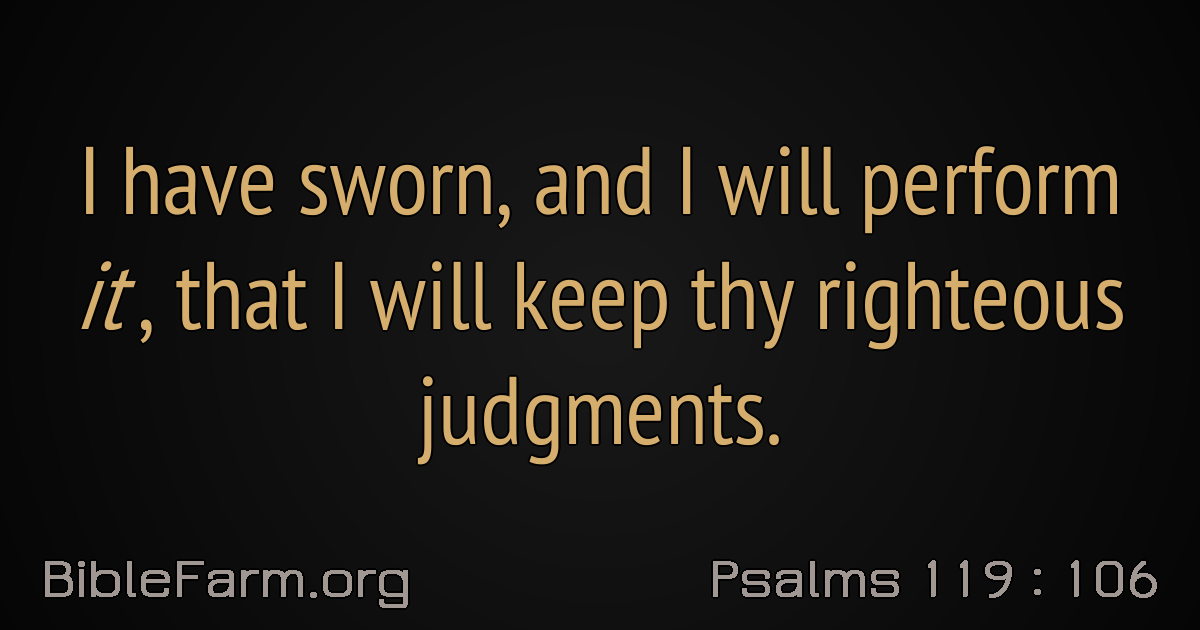 I have sworn, and I will perform
it, that I will keep thy righteous
judgments.
BibleFarm.org
Psalms 119 : 106